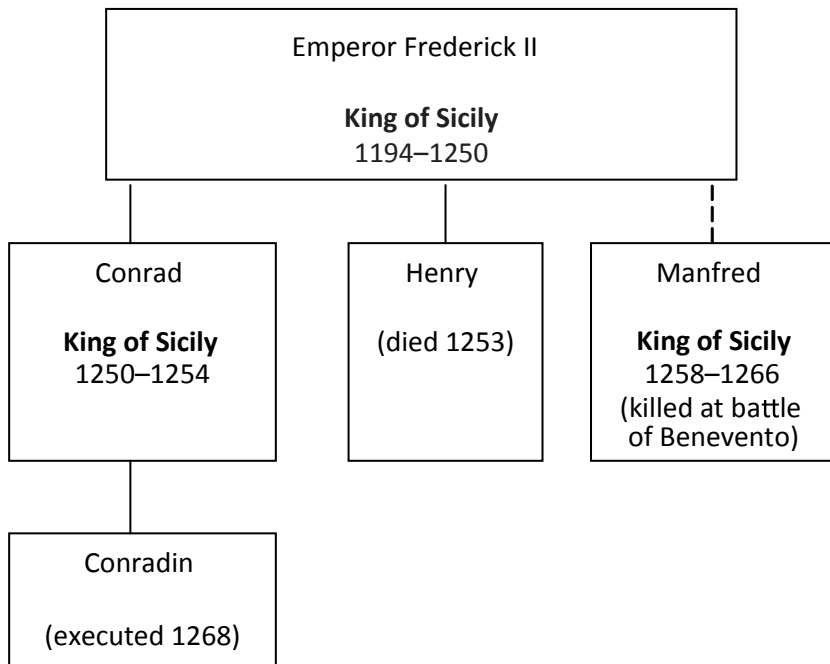 Emperor Frederick II
King of Sicily
1194–1250
Conrad
King of Sicily
1250–1254
Henry
(died 1253)
Manfred
King of Sicily
1258–1266
(killed at battle
of Benevento)
Conradin
(executed 1268)